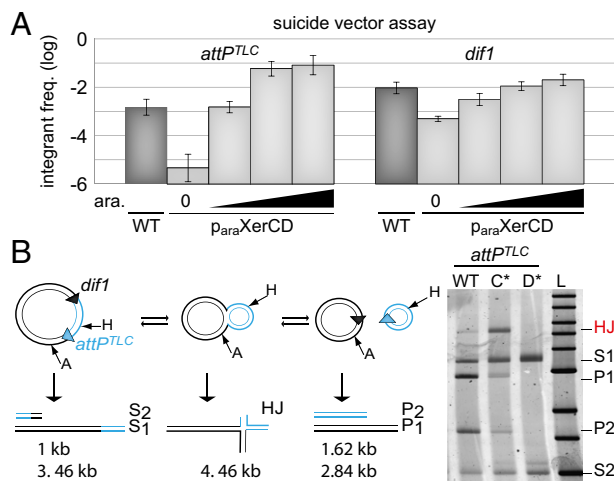 A
suicide vector assay
attP^TLC
dif1
integrant freq. (log)
0
-2
-4
-6
ara.
0
0
WT
p_araXerCD
WT
p_araXerCD
B
dif1
H
attP^TLC
A
H
A
H
A
S2
S1
1 kb
3. 46 kb
HJ
4. 46 kb
P2
P1
1.62 kb
2.84 kb
attP^TLC
WT C* D* L
HJ
S1
P1
P2
S2